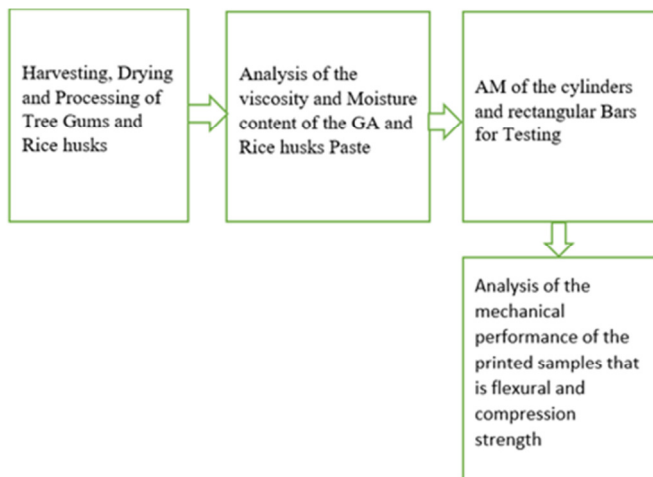 Harvesting, Drying
and Processing of
Tree Gums and
Rice husks
Analysis of the
viscosity and Moisture
content of the GA and
Rice husks Paste
AM of the cylinders
and rectangular Bars
for Testing
Analysis of the
mechanical
performance of the
printed samples that
is flexural and
compression
strength